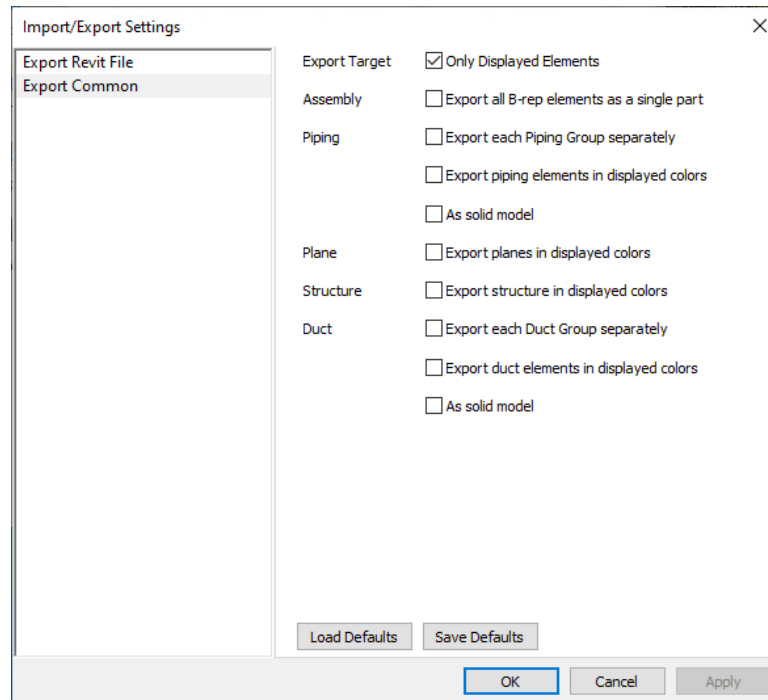 Import/Export Settings
Export Revit File
Export Common
Export Target Only Displayed Elements
Assembly Export all B-rep elements as a single part
Piping Export each Piping Group separately
Export piping elements in displayed colors
As solid model
Plane Export planes in displayed colors
Structure Export structure in displayed colors
Duct Export each Duct Group separately
Export duct elements in displayed colors
As solid model
Load Defaults Save Defaults
OK Cancel Apply